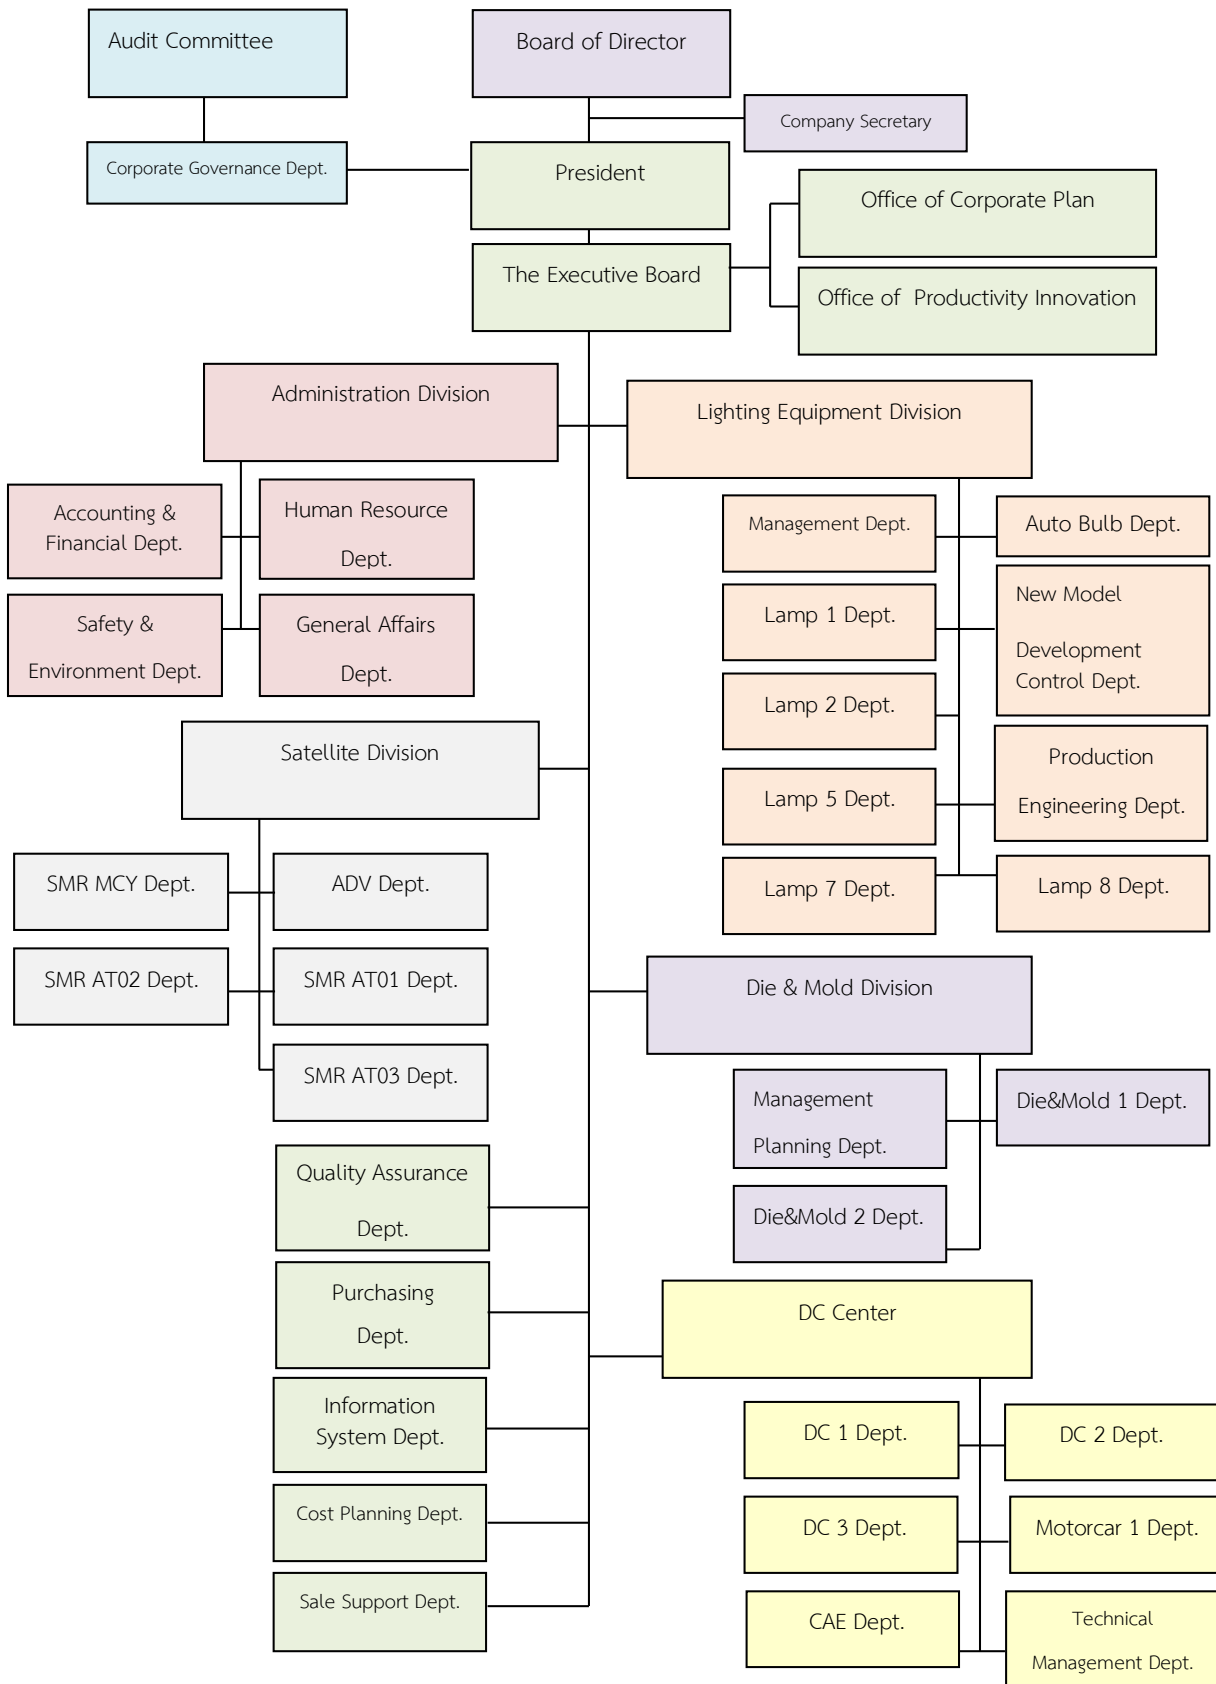 Audit Committee
Board of Director
Company Secretary
Corporate Governance Dept.
President
Office of Corporate Plan
The Executive Board
Office of  Productivity Innovation
Administration Division
Lighting Equipment Division
Accounting &
Financial Dept.
Human Resource
Dept.
Safety &
Environment Dept.
General Affairs
Dept.
Management Dept.
Auto Bulb Dept.
Lamp 1 Dept.
New Model
Development
Control Dept.
Lamp 2 Dept.
Lamp 5 Dept.
Production
Engineering Dept.
Lamp 7 Dept.
Lamp 8 Dept.
Satellite Division
SMR MCY Dept.
ADV Dept.
SMR AT02 Dept.
SMR AT01 Dept.
SMR AT03 Dept.
Die & Mold Division
Management
Planning Dept.
Die&Mold 1 Dept.
Die&Mold 2 Dept.
Quality Assurance
Dept.
Purchasing
Dept.
Information
System Dept.
Cost Planning Dept.
Sale Support Dept.
DC Center
DC 1 Dept.
DC 2 Dept.
DC 3 Dept.
Motorcar 1 Dept.
CAE Dept.
Technical
Management Dept.